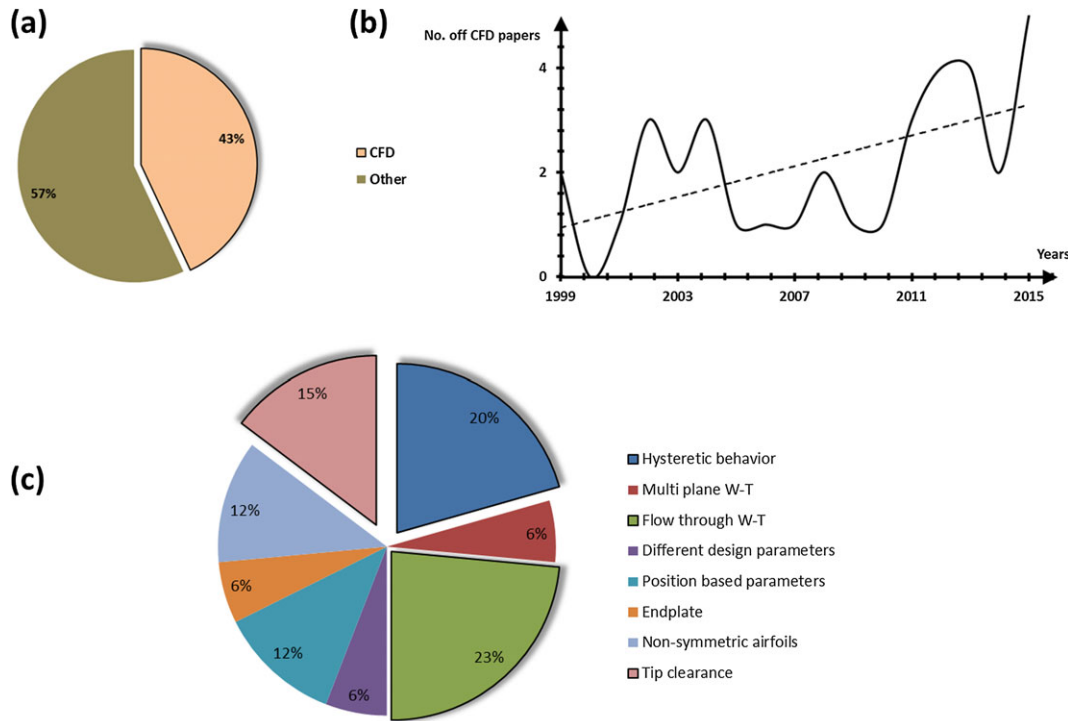 (a)
43%
57%
CFD
Other
(b)
No. off CFD papers
4
2
0
Years
1999
2003
2007
2011
2015
(c)
15%
20%
12%
6%
6%
12%
6%
23%
Hysteretic behavior
Multi plane W-T
Flow through W-T
Different design parameters
Position based parameters
Endplate
Non-symmetric airfoils
Tip clearance